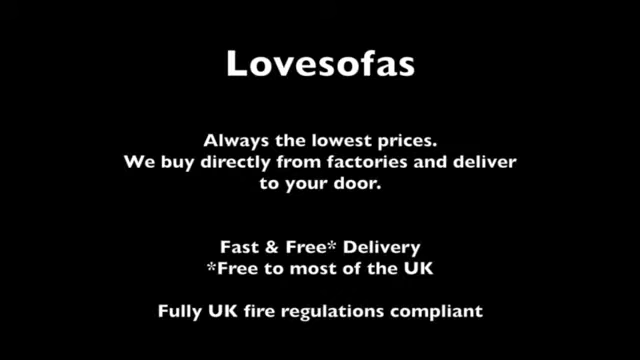 Lovesofas
Always the lowest prices.
We buy directly from factories and deliver
to your door.
Fast & Free* Delivery
*Free to most of the UK
Fully UK fire regulations compliant